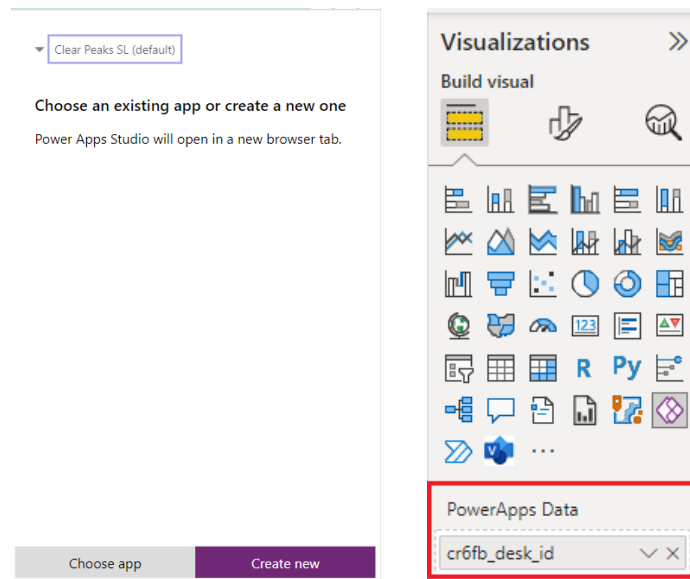 Clear Peaks SL (default)
Choose an existing app or create a new one
Power Apps Studio will open in a new browser tab.
Choose app
Create new
Visualizations
Build visual
123
R
Py
V
...
PowerApps Data
cr6fb_desk_id